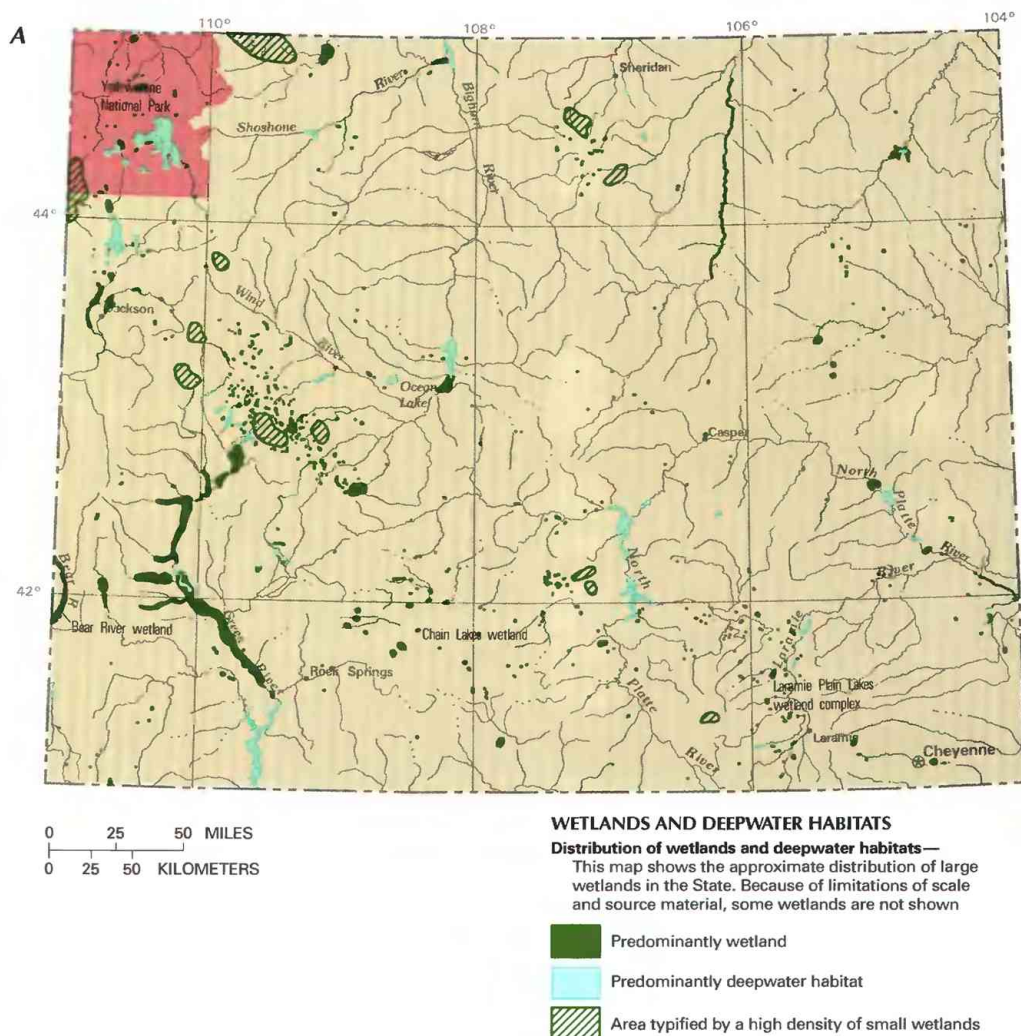 A
110°
108°
106°
104°
Yellowstone
National Park
Shoshone
River
Bighorn
River
Sheridan
44°
Jackson
Wind
River
Ocean
Lake
Casper
North
Platte
River
River
Laramie
North
Platte
River
42°
Bear R
Bear River wetland
Green
River
Rock Springs
Chain Lakes wetland
Laramie Plain Lakes
wetland complex
Laramie
Cheyenne
0 25 50 MILES
0 25 50 KILOMETERS
WETLANDS AND DEEPWATER HABITATS
Distribution of wetlands and deepwater habitats—
This map shows the approximate distribution of large
wetlands in the State. Because of limitations of scale
and source material, some wetlands are not shown
Predominantly wetland
Predominantly deepwater habitat
Area typified by a high density of small wetlands